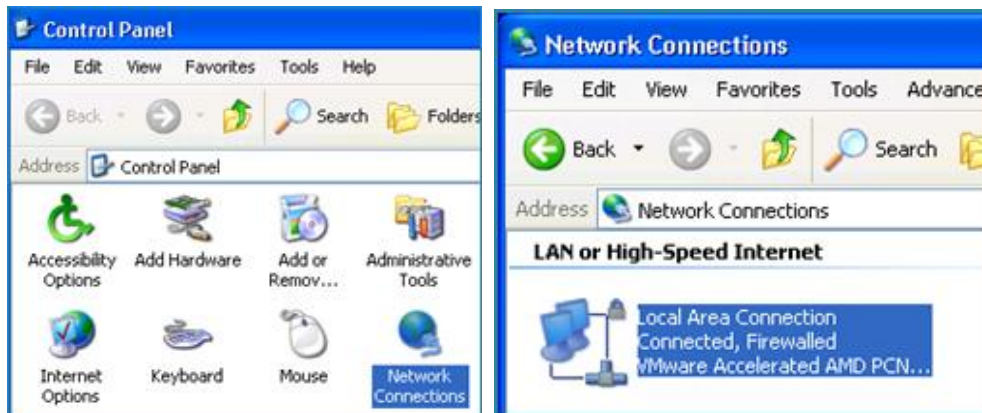 Control Panel
File Edit View Favorites Tools Help
Back Search Folders
Address Control Panel
Accessibility Options
Add Hardware
Add or Remov...
Administrative Tools
Internet Options
Keyboard
Mouse
Network Connections
Network Connections
File Edit View Favorites Tools Advance
Back Search
Address Network Connections
LAN or High-Speed Internet
Local Area Connection
Connected, Firewalled
VMware Accelerated AMD PCN...